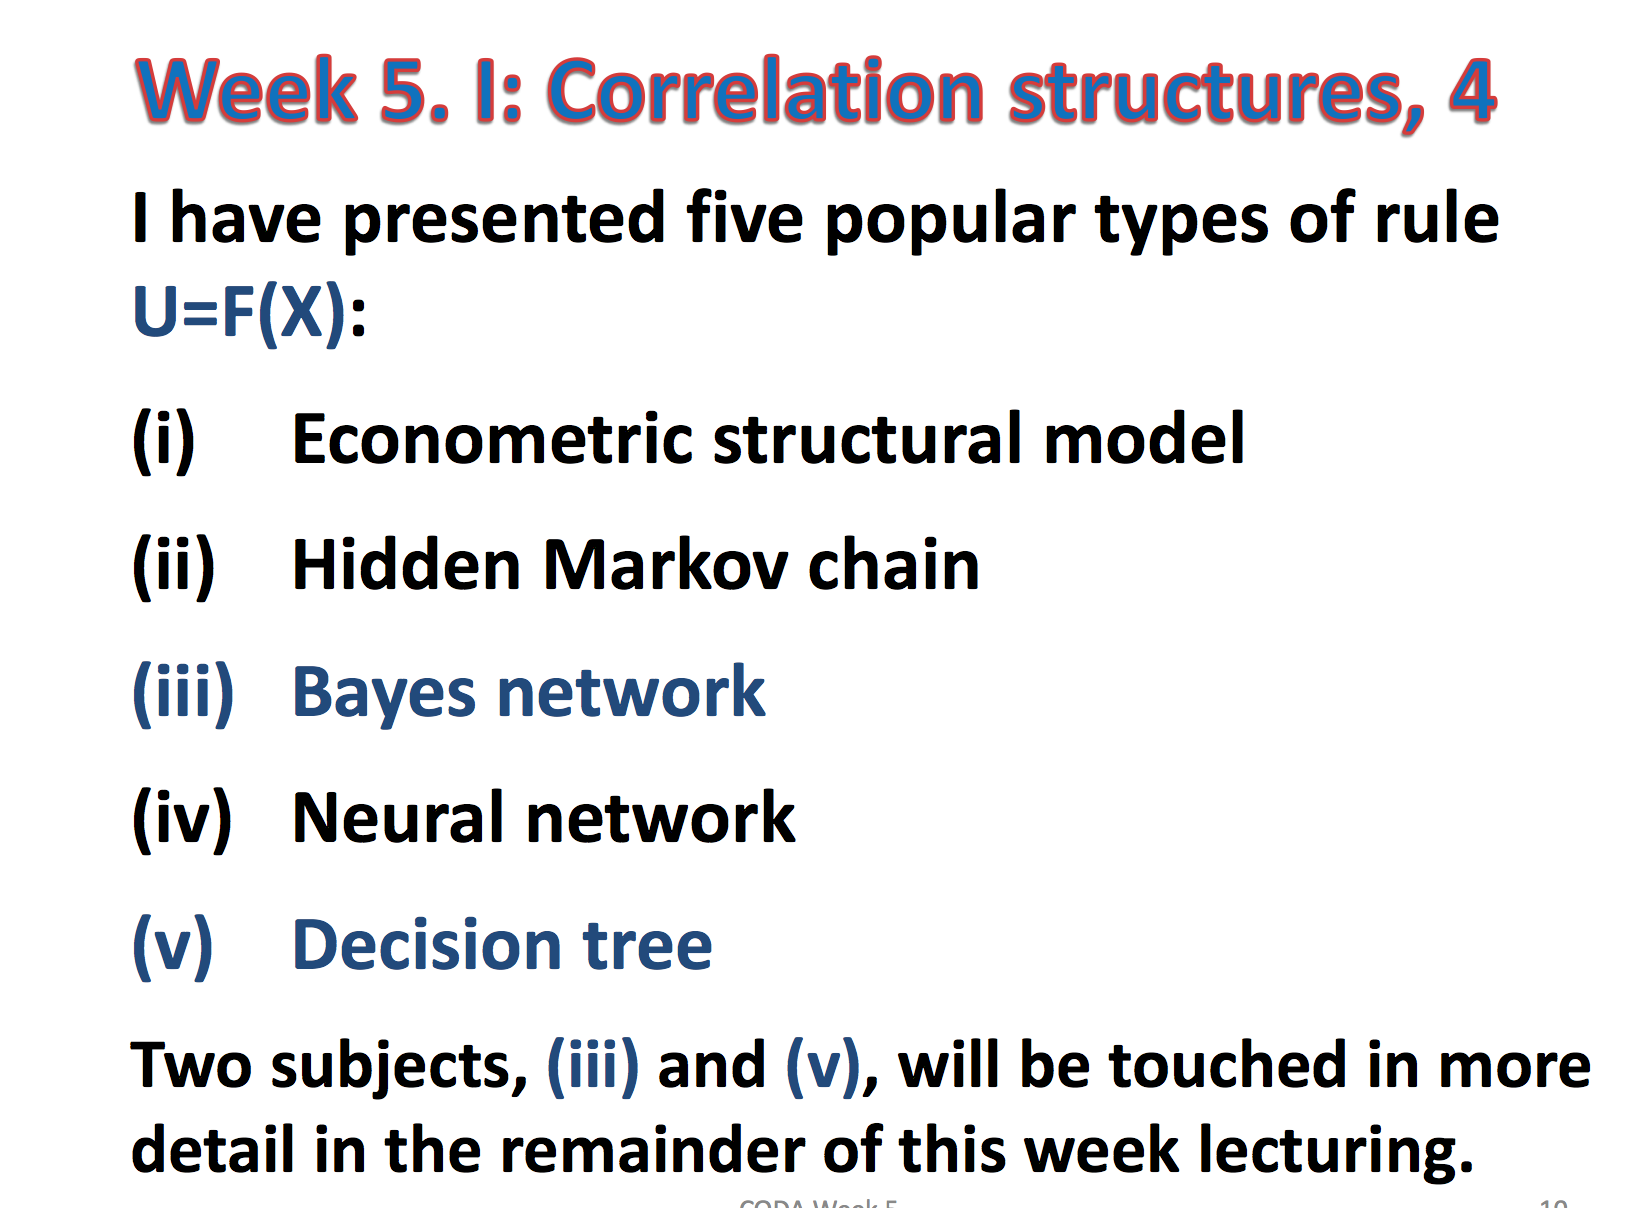 Week 5. I: Correlation structures, 4
I have presented five popular types of rule
U=F(X):
(i) Econometric structural model
(ii) Hidden Markov chain
(iii) Bayes network
(iv) Neural network
(v) Decision tree
Two subjects, (iii) and (v), will be touched in more
detail in the remainder of this week lecturing.
CODA Week 5
10